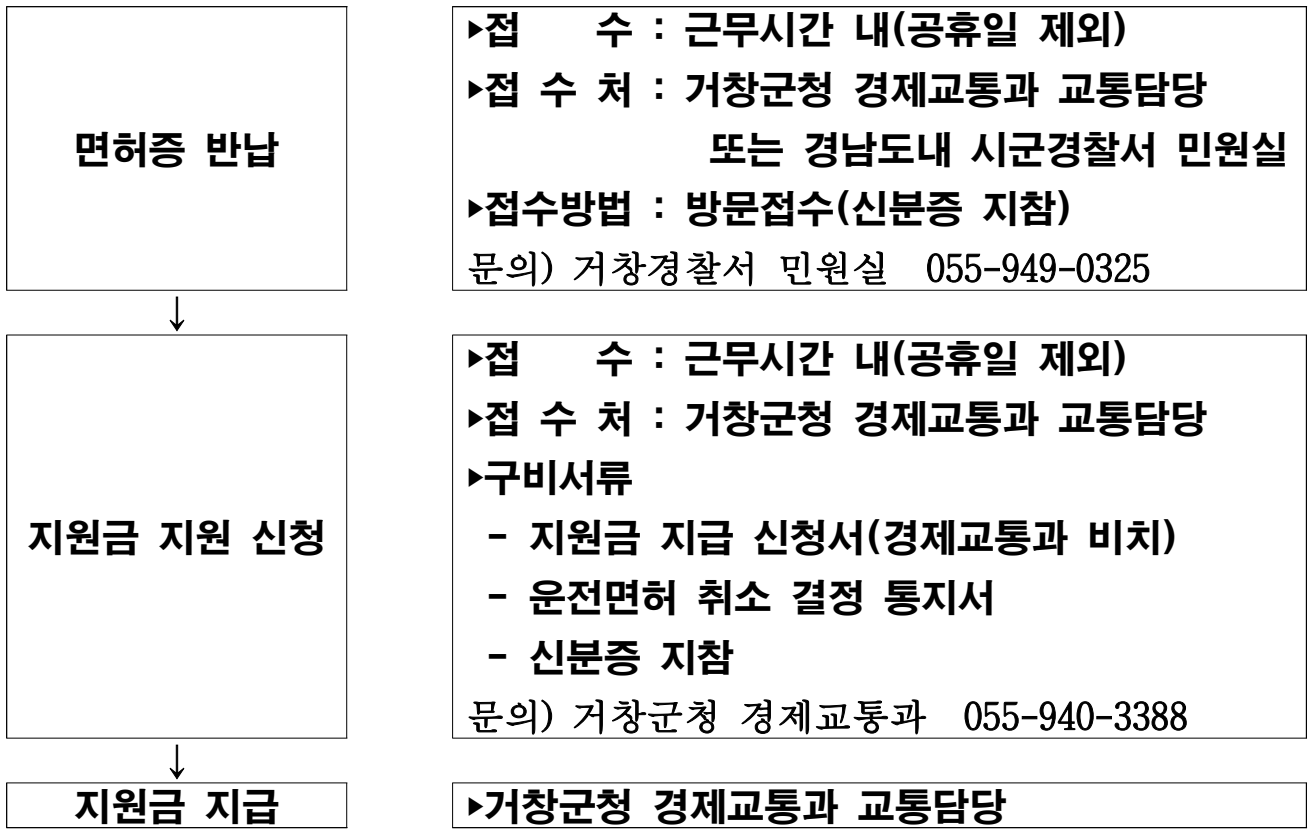 면허증 반납
▸접 수 : 근무시간 내(공휴일 제외)
▸접 수 처 : 거창군청 경제교통과 교통담당
또는 경남도내 시군경찰서 민원실
▸접수방법 : 방문접수(신분증 지참)
문의) 거창경찰서 민원실 055-949-0325
↓
지원금 지원 신청
▸접 수 : 근무시간 내(공휴일 제외)
▸접 수 처 : 거창군청 경제교통과 교통담당
▸구비서류
- 지원금 지급 신청서(경제교통과 비치)
- 운전면허 취소 결정 통지서
- 신분증 지참
문의) 거창군청 경제교통과 055-940-3388
↓
지원금 지급
▸거창군청 경제교통과 교통담당